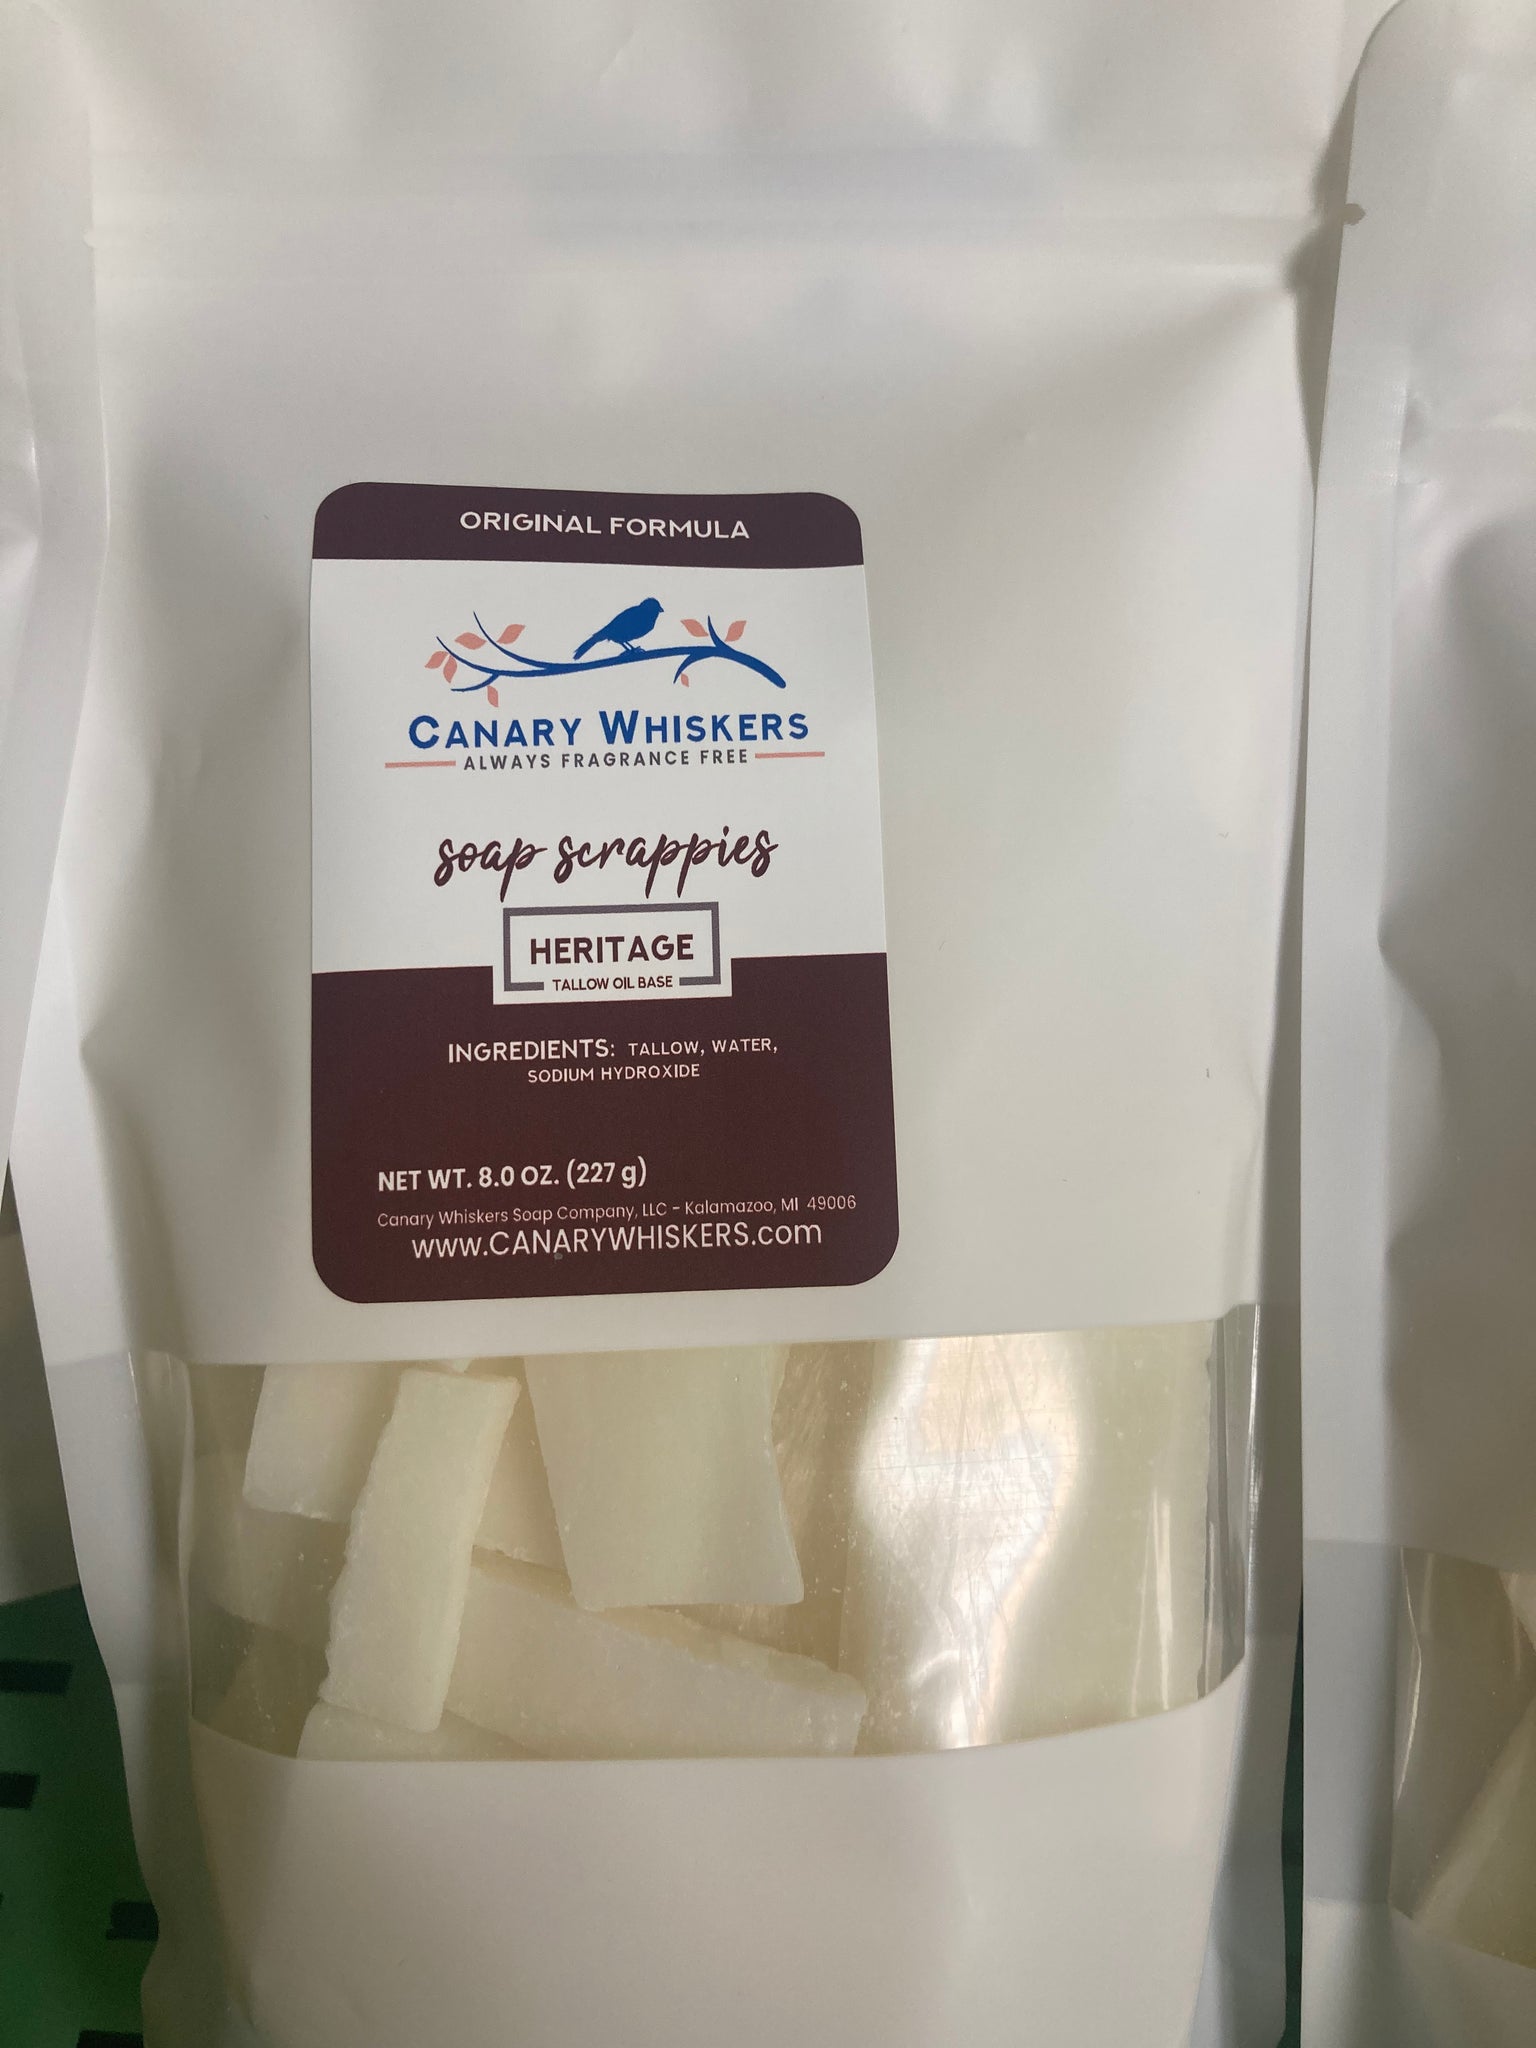 ORIGINAL FORMULA
CANARY WHISKERS
ALWAYS FRAGRANCE FREE
soap scrappies
HERITAGE
TALLOW OIL BASE
INGREDIENTS: TALLOW, WATER,
SODIUM HYDROXIDE
NET WT. 8.0 OZ. (227 g)
Canary Whiskers Soap Company, LLC - Kalamazoo, MI 49006
www.CANARYWHISKERS.com